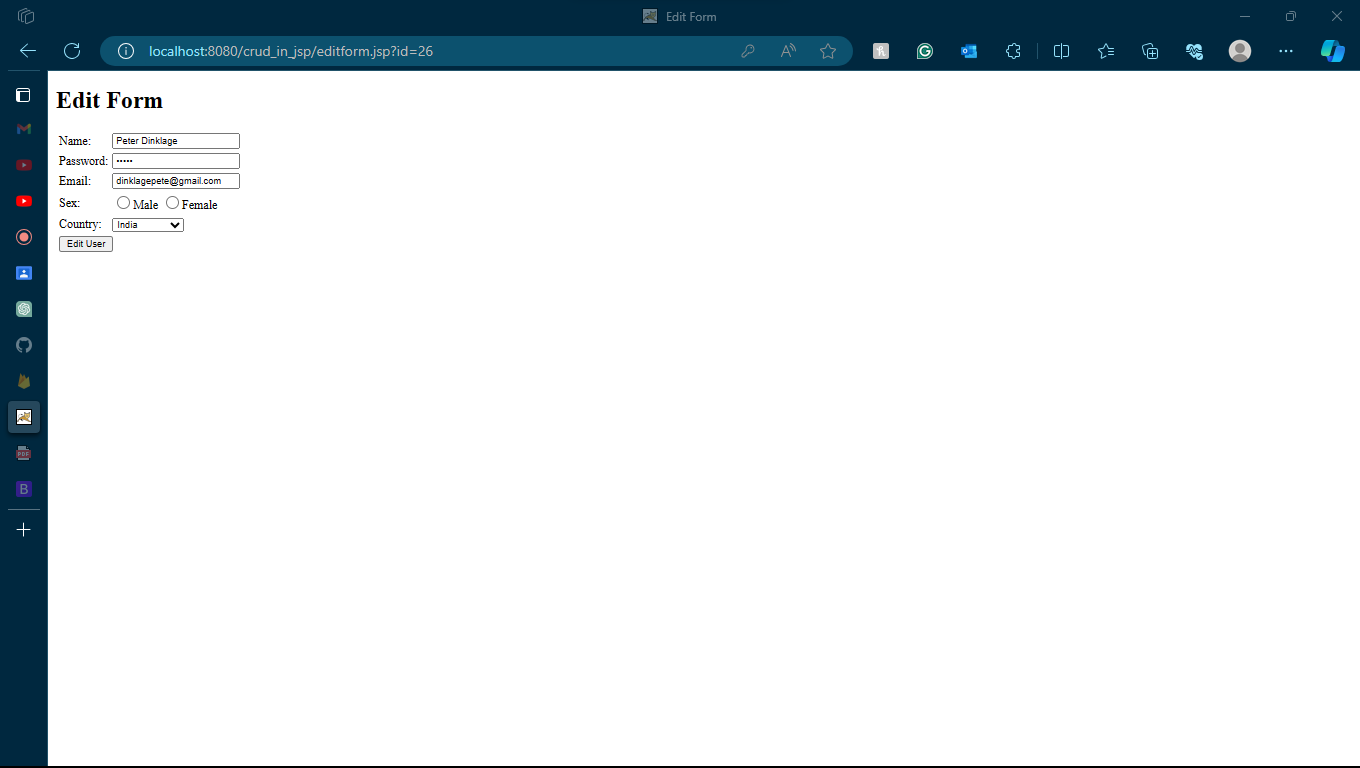 Edit Form
localhost:8080/crud_in_jsp/editform.jsp?id=26
Edit Form
Name: Peter Dinklage
Password: •••••
Email: dinklagepete@gmail.com
Sex: Male Female
Country: India
Edit User
PDF
B